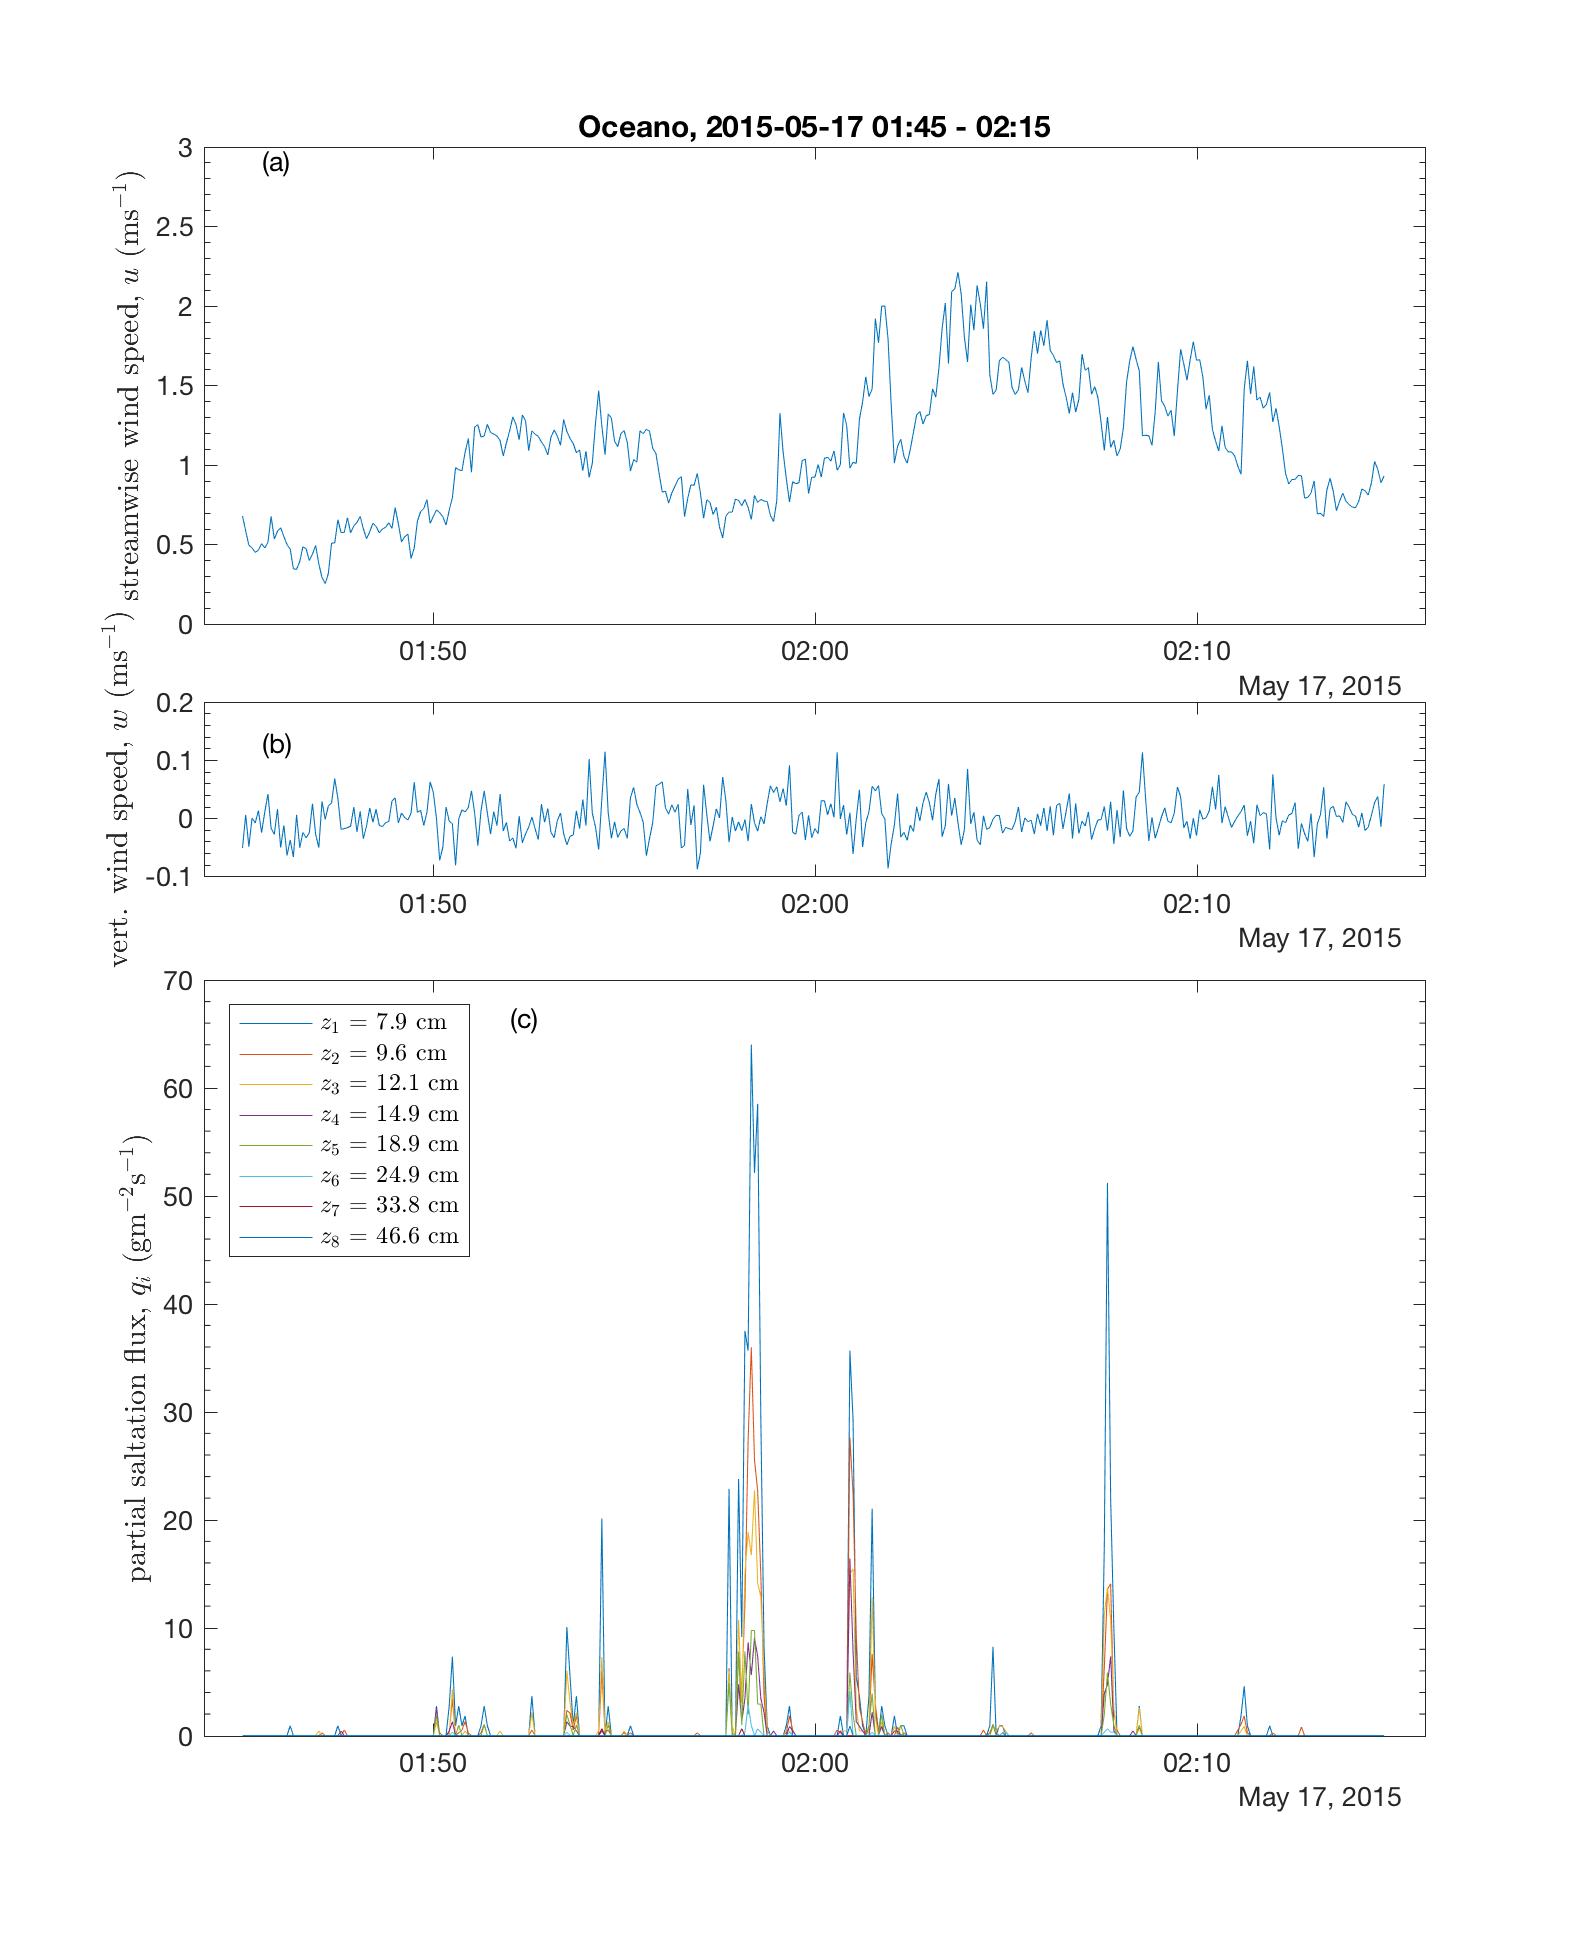 Oceano, 2015-05-17 01:45 - 02:15
(a)
streamwise wind speed, u (ms⁻¹)
3
2.5
2
1.5
1
0.5
0
01:50 02:00 02:10
May 17, 2015
(b)
vert. wind speed, w (ms⁻¹)
0.2
0.1
0
-0.1
01:50 02:00 02:10
May 17, 2015
(c)
partial saltation flux, qᵢ (gm⁻²s⁻¹)
70
60
50
40
30
20
10
0
z₁ = 7.9 cm
z₂ = 9.6 cm
z₃ = 12.1 cm
z₄ = 14.9 cm
z₅ = 18.9 cm
z₆ = 24.9 cm
z₇ = 33.8 cm
z₈ = 46.6 cm
01:50 02:00 02:10
May 17, 2015